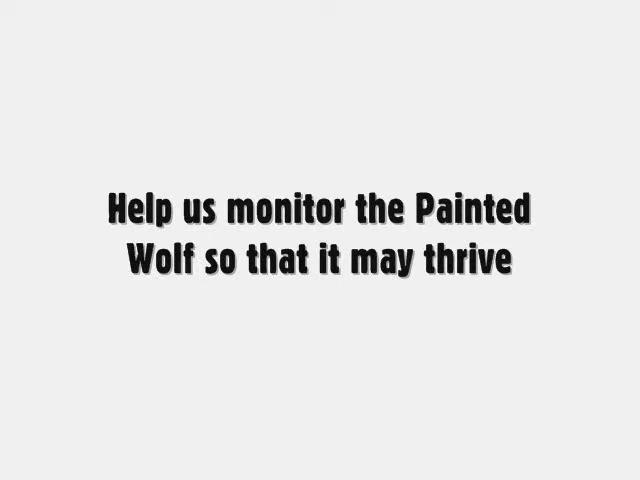 Help us monitor the Painted
Wolf so that it may thrive